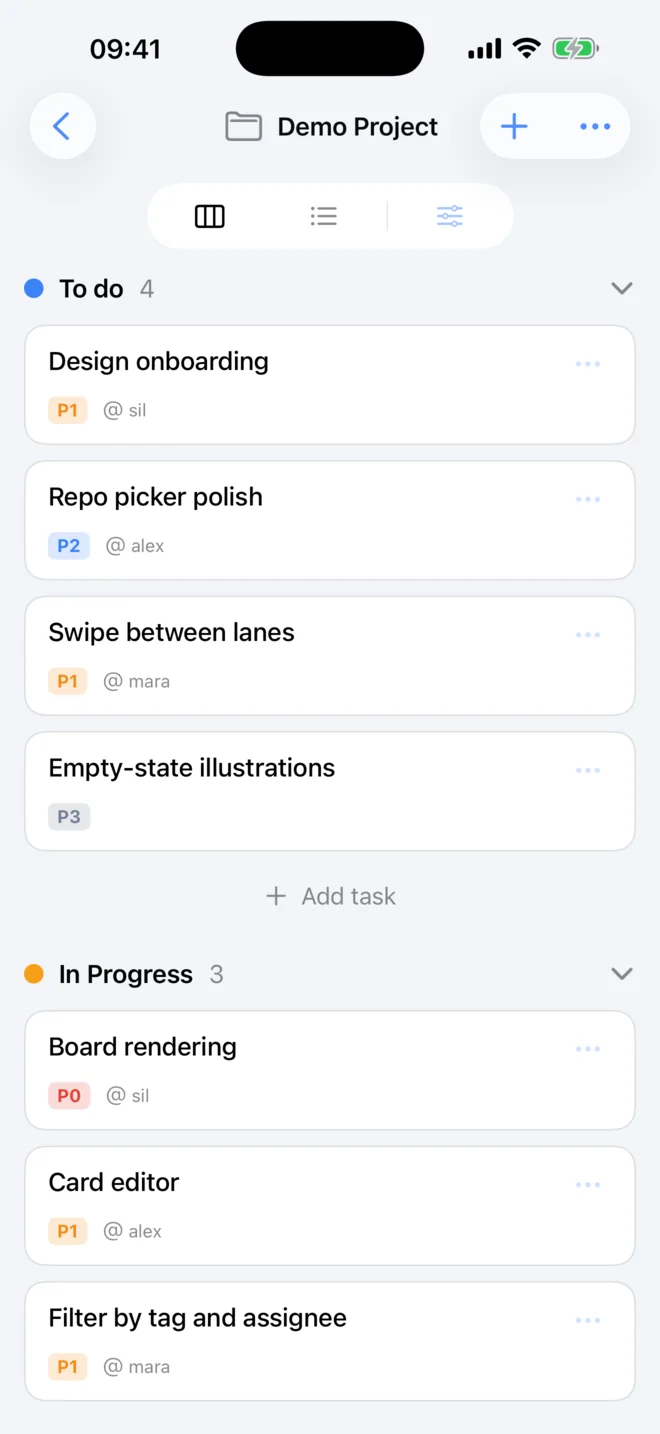 09:41
Demo Project
To do 4
Design onboarding
P1 @ sil
Repo picker polish
P2 @ alex
Swipe between lanes
P1 @ mara
Empty-state illustrations
P3
+ Add task
In Progress 3
Board rendering
P0 @ sil
Card editor
P1 @ alex
Filter by tag and assignee
P1 @ mara